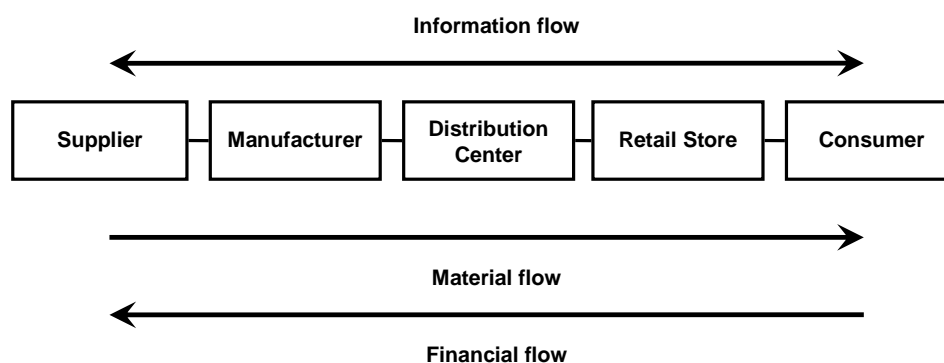 Information flow
Supplier
Manufacturer
Distribution
Center
Retail Store
Consumer
Material flow
Financial flow